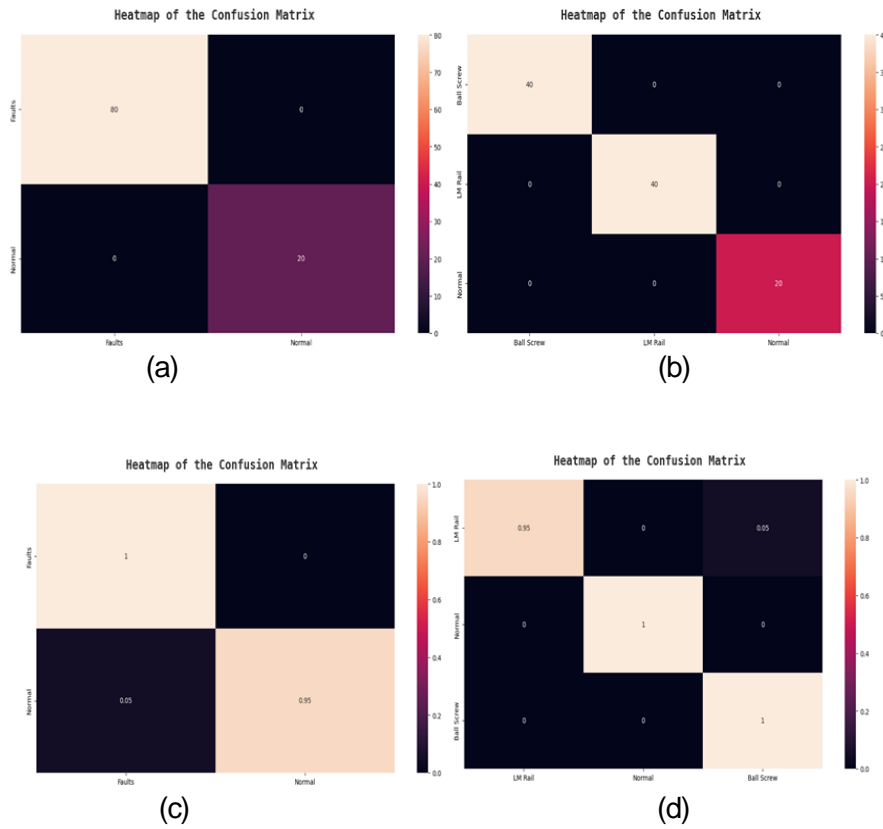 Heatmap of the Confusion Matrix
Faults
Normal
80
0
0
20
Faults
Normal
80
70
60
50
40
30
20
10
0
(a)
Heatmap of the Confusion Matrix
Ball Screw
LM Rail
Normal
40
0
0
0
40
0
0
0
20
Ball Screw
LM Rail
Normal
(b)
Heatmap of the Confusion Matrix
Faults
Normal
1
0
0.05
0.95
Faults
Normal
1.0
0.8
0.6
0.4
0.2
0.0
(c)
Heatmap of the Confusion Matrix
LM Rail
Normal
Ball Screw
0.95
0
0.05
0
1
0
0
0
1
LM Rail
Normal
Ball Screw
1.0
0.8
0.6
0.4
0.2
0.0
(d)